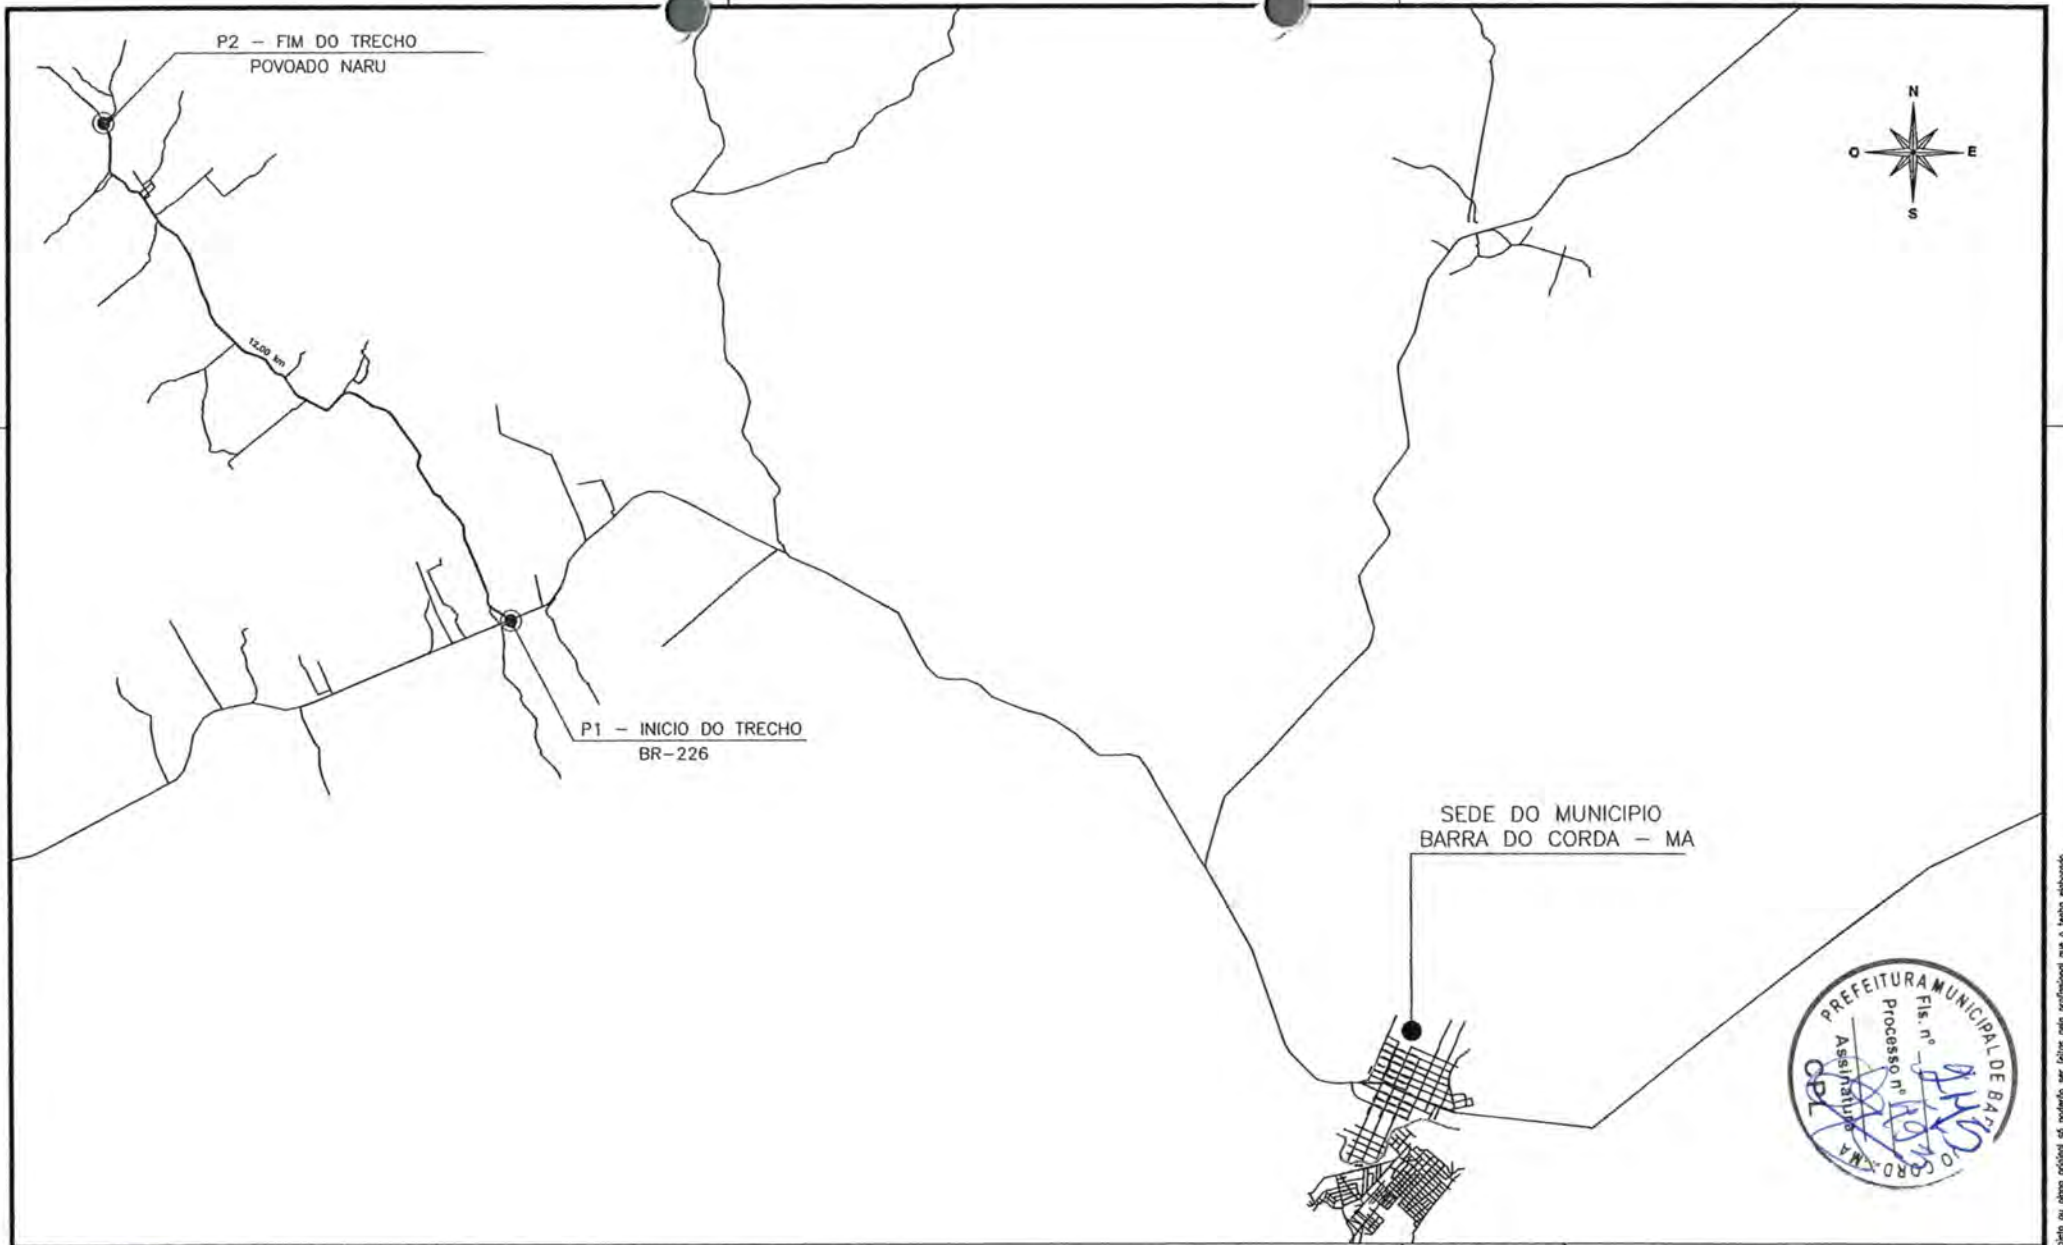 P2 – FIM DO TRECHO
POVOADO NARU
N
O
E
S
12.00 km
P1 – INICIO DO TRECHO
BR-226
SEDE DO MUNICIPIO
BARRA DO CORDA – MA
PREFEITURA MUNICIPAL DE BAR
DO CORDA MA
Fls. nº
Processo nº
Assinatura
CPL